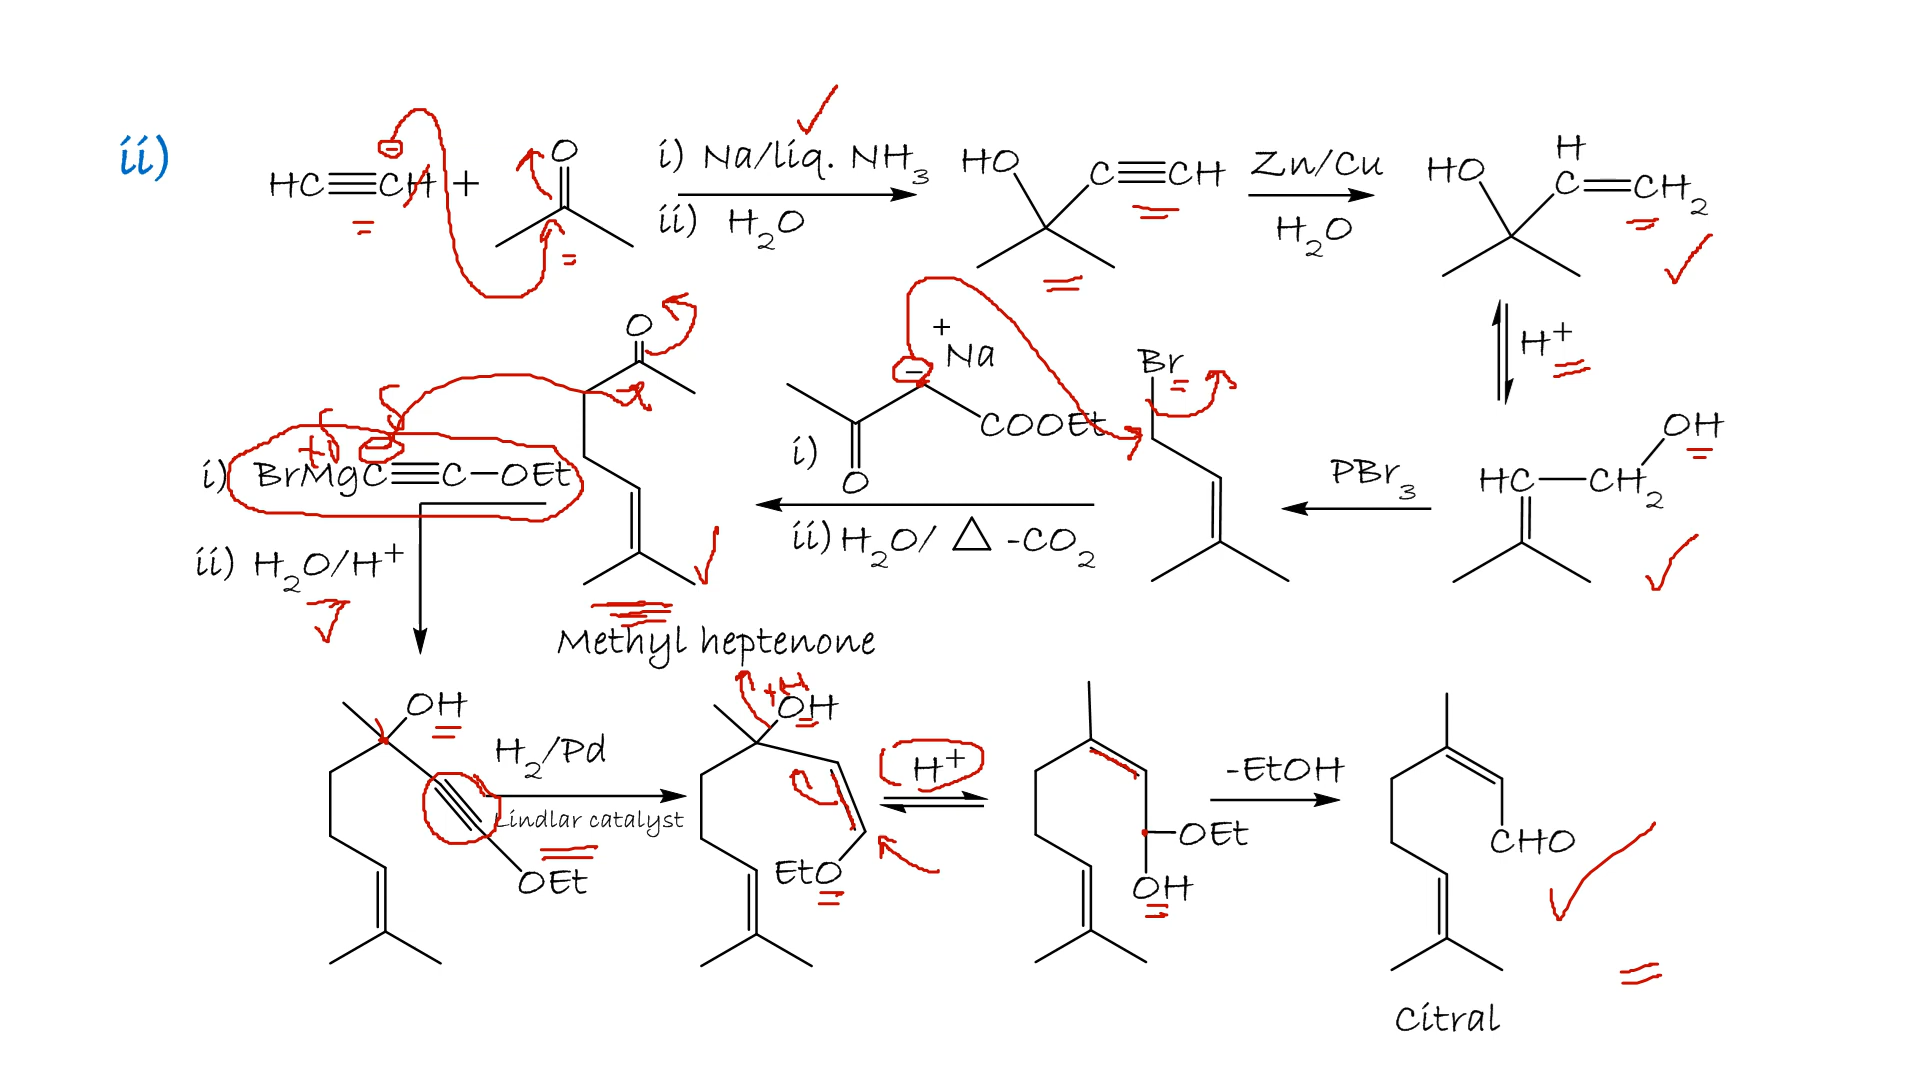 ii)
HC≡CH + O i) Na/liq. NH3 HO C≡CH Zn/Cu HO H C=CH2
ii) H2O H2O
O + Na Br H+
− COOEt OH
i) BrMgC≡C−OEt i) O PBr3 HC−CH2
+ −
ii) H2O/H+ ii) H2O/ △ -CO2
Methyl heptenone
+H
OH H2/Pd OH H+ -EtOH
Lindlar catalyst OEt CHO
OEt EtO OH
Citral